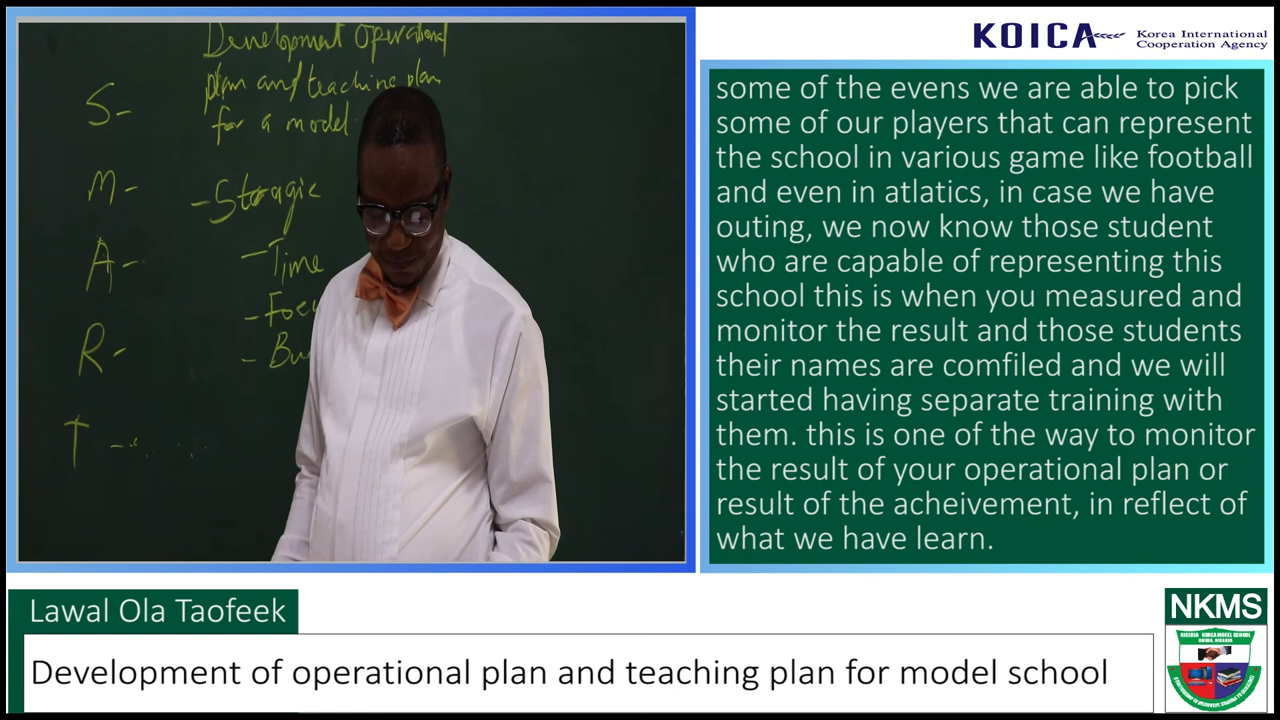 Development Operational
plan and teaching plan
for a model
S-
M-
A-
R-
T-
-Stragic
-Time
KOICA Korea International
Cooperation Agency
some of the evens we are able to pick
some of our players that can represent
the school in various game like football
and even in atlatics, in case we have
outing, we now know those student
who are capable of representing this
school this is when you measured and
monitor the result and those students
their names are comfiled and we will
started having separate training with
them. this is one of the way to monitor
the result of your operational plan or
result of the acheivement, in reflect of
what we have learn.
Lawal Ola Taofeek
Development of operational plan and teaching plan for model school
NKMS
NIGERIA - KOREA MODEL SCHOOL
ABUJA, NIGERIA